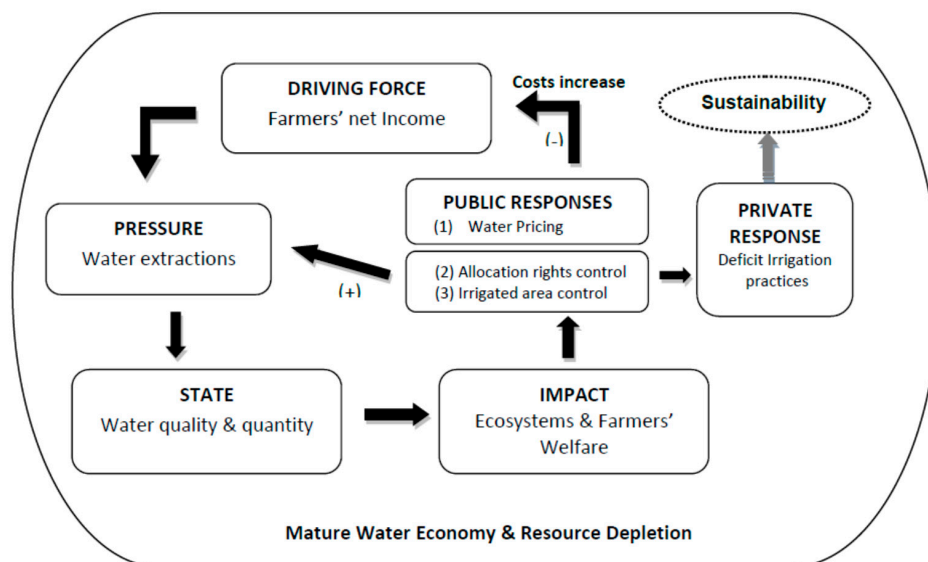 DRIVING FORCE
Farmers' net Income
Costs increase
(-)
Sustainability
PUBLIC RESPONSES
(1) Water Pricing
(2) Allocation rights control
(3) Irrigated area control
PRIVATE
RESPONSE
Deficit Irrigation
practices
PRESSURE
Water extractions
(+)
STATE
Water quality & quantity
IMPACT
Ecosystems & Farmers'
Welfare
Mature Water Economy & Resource Depletion